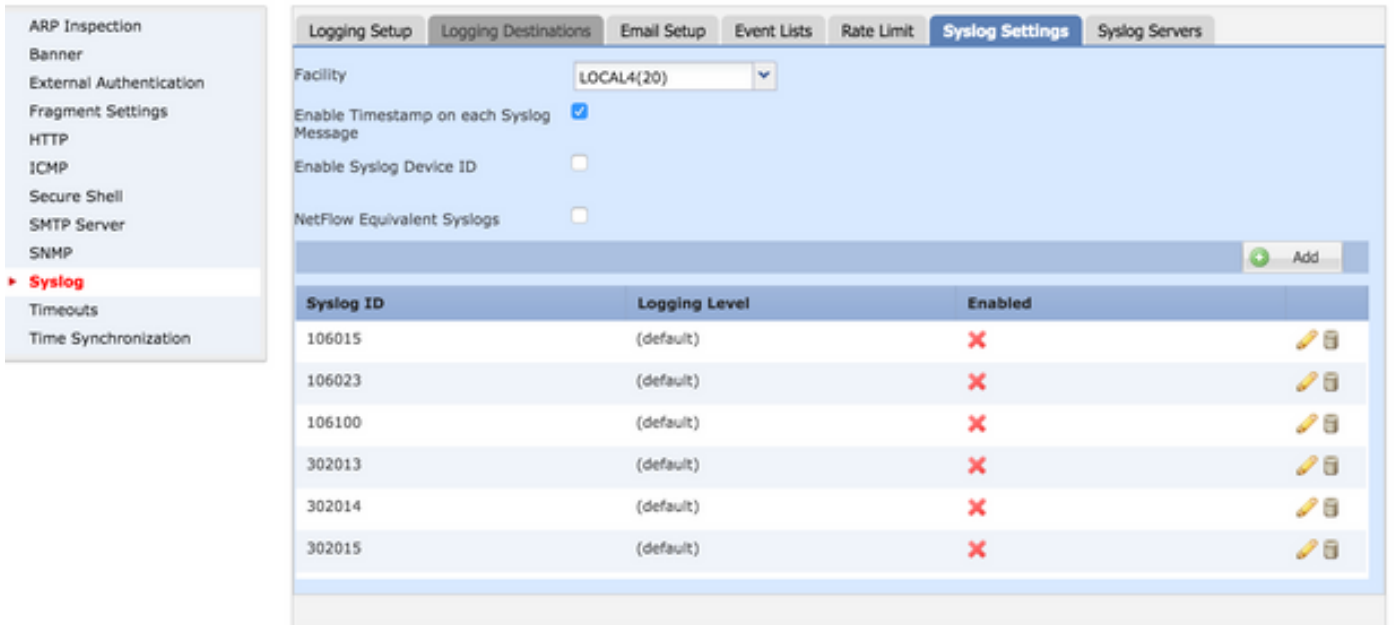 ARP Inspection
Banner
External Authentication
Fragment Settings
HTTP
ICMP
Secure Shell
SMTP Server
SNMP
Syslog
Timeouts
Time Synchronization
Logging Setup Logging Destinations Email Setup Event Lists Rate Limit Syslog Settings Syslog Servers
Facility LOCAL4(20)
Enable Timestamp on each Syslog
Message
Enable Syslog Device ID
NetFlow Equivalent Syslogs
Add
Syslog ID Logging Level Enabled
106015 (default)
106023 (default)
106100 (default)
302013 (default)
302014 (default)
302015 (default)